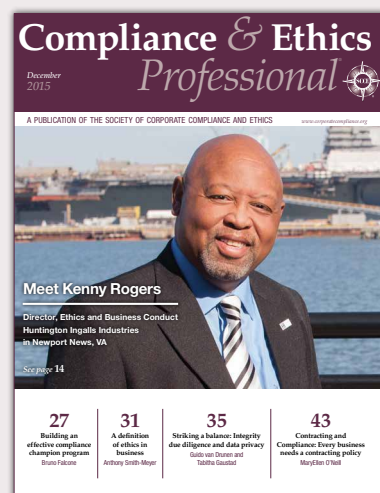 Compliance & Ethics
Professional®
December
2015
SCCE
A PUBLICATION OF THE SOCIETY OF CORPORATE COMPLIANCE AND ETHICS
www.corporatecompliance.org
Meet Kenny Rogers
Director, Ethics and Business Conduct
Huntington Ingalls Industries
in Newport News, VA
See page 14
27
Building an
effective compliance
champion program
Bruno Falcone
31
A definition
of ethics in
business
Anthony Smith-Meyer
35
Striking a balance: Integrity
due diligence and data privacy
Guido van Drunen and
Tabitha Gaustad
43
Contracting and
Compliance: Every business
needs a contracting policy
MaryEllen O'Neill